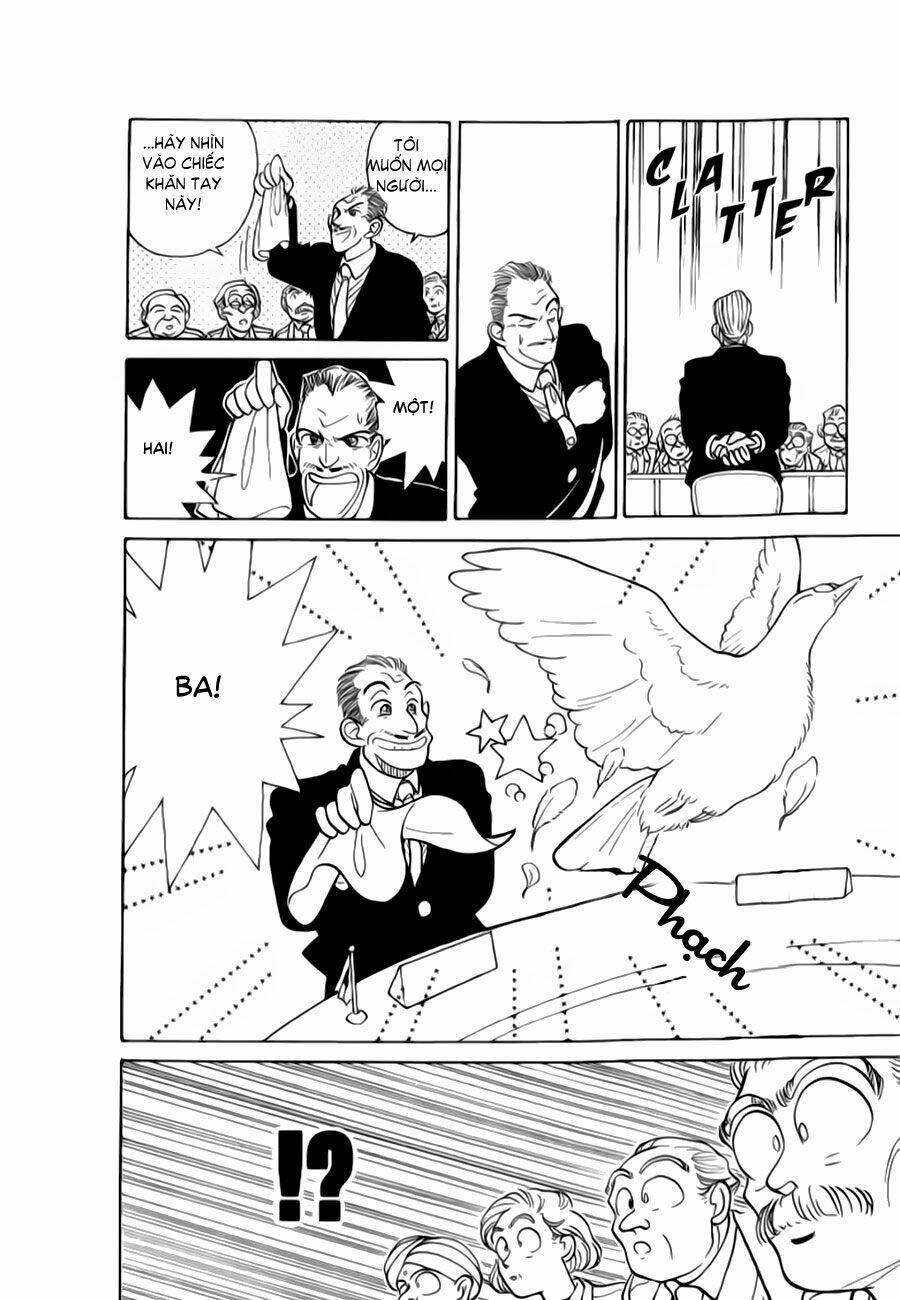 CLATTER
TÔI
MUỐN MỌI
NGƯỜI...
...HÃY NHÌN
VÀO CHIẾC
KHĂN TAY
NÀY!
MỘT!
HAI!
BA!
Phạch
!?